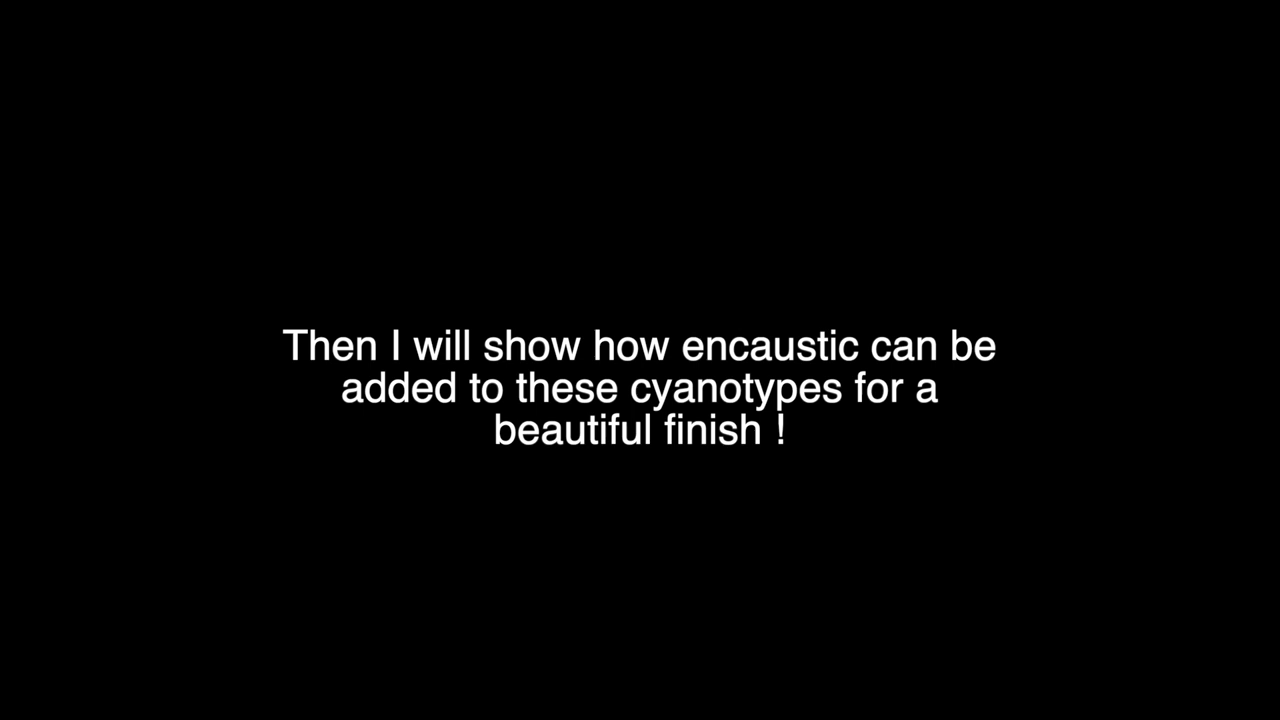 Then I will show how encaustic can be
added to these cyanotypes for a
beautiful finish !